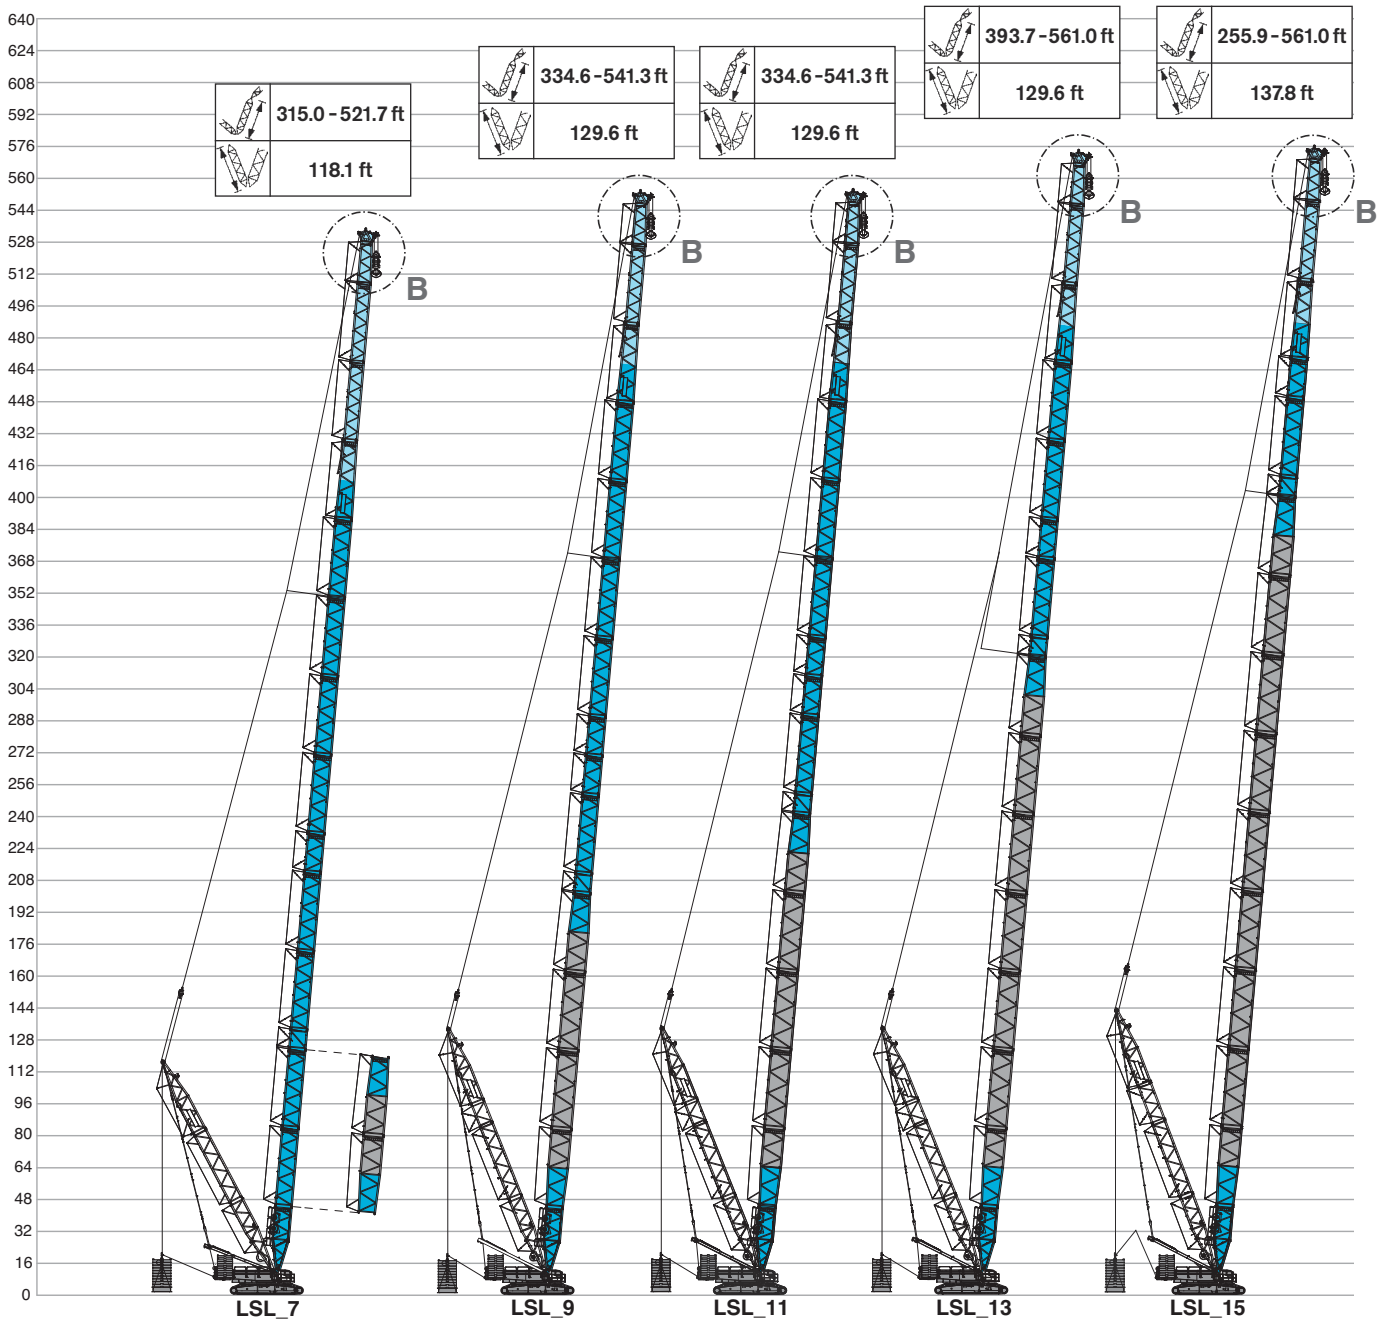 640
624
608
592
576
560
544
528
512
496
480
464
448
432
416
400
384
368
352
336
320
304
288
272
256
240
224
208
192
176
160
144
128
112
96
80
64
48
32
16
0
315.0 - 521.7 ft
118.1 ft
334.6 - 541.3 ft
129.6 ft
334.6 - 541.3 ft
129.6 ft
393.7 - 561.0 ft
129.6 ft
255.9 - 561.0 ft
137.8 ft
B
B
B
B
B
LSL_7
LSL_9
LSL_11
LSL_13
LSL_15